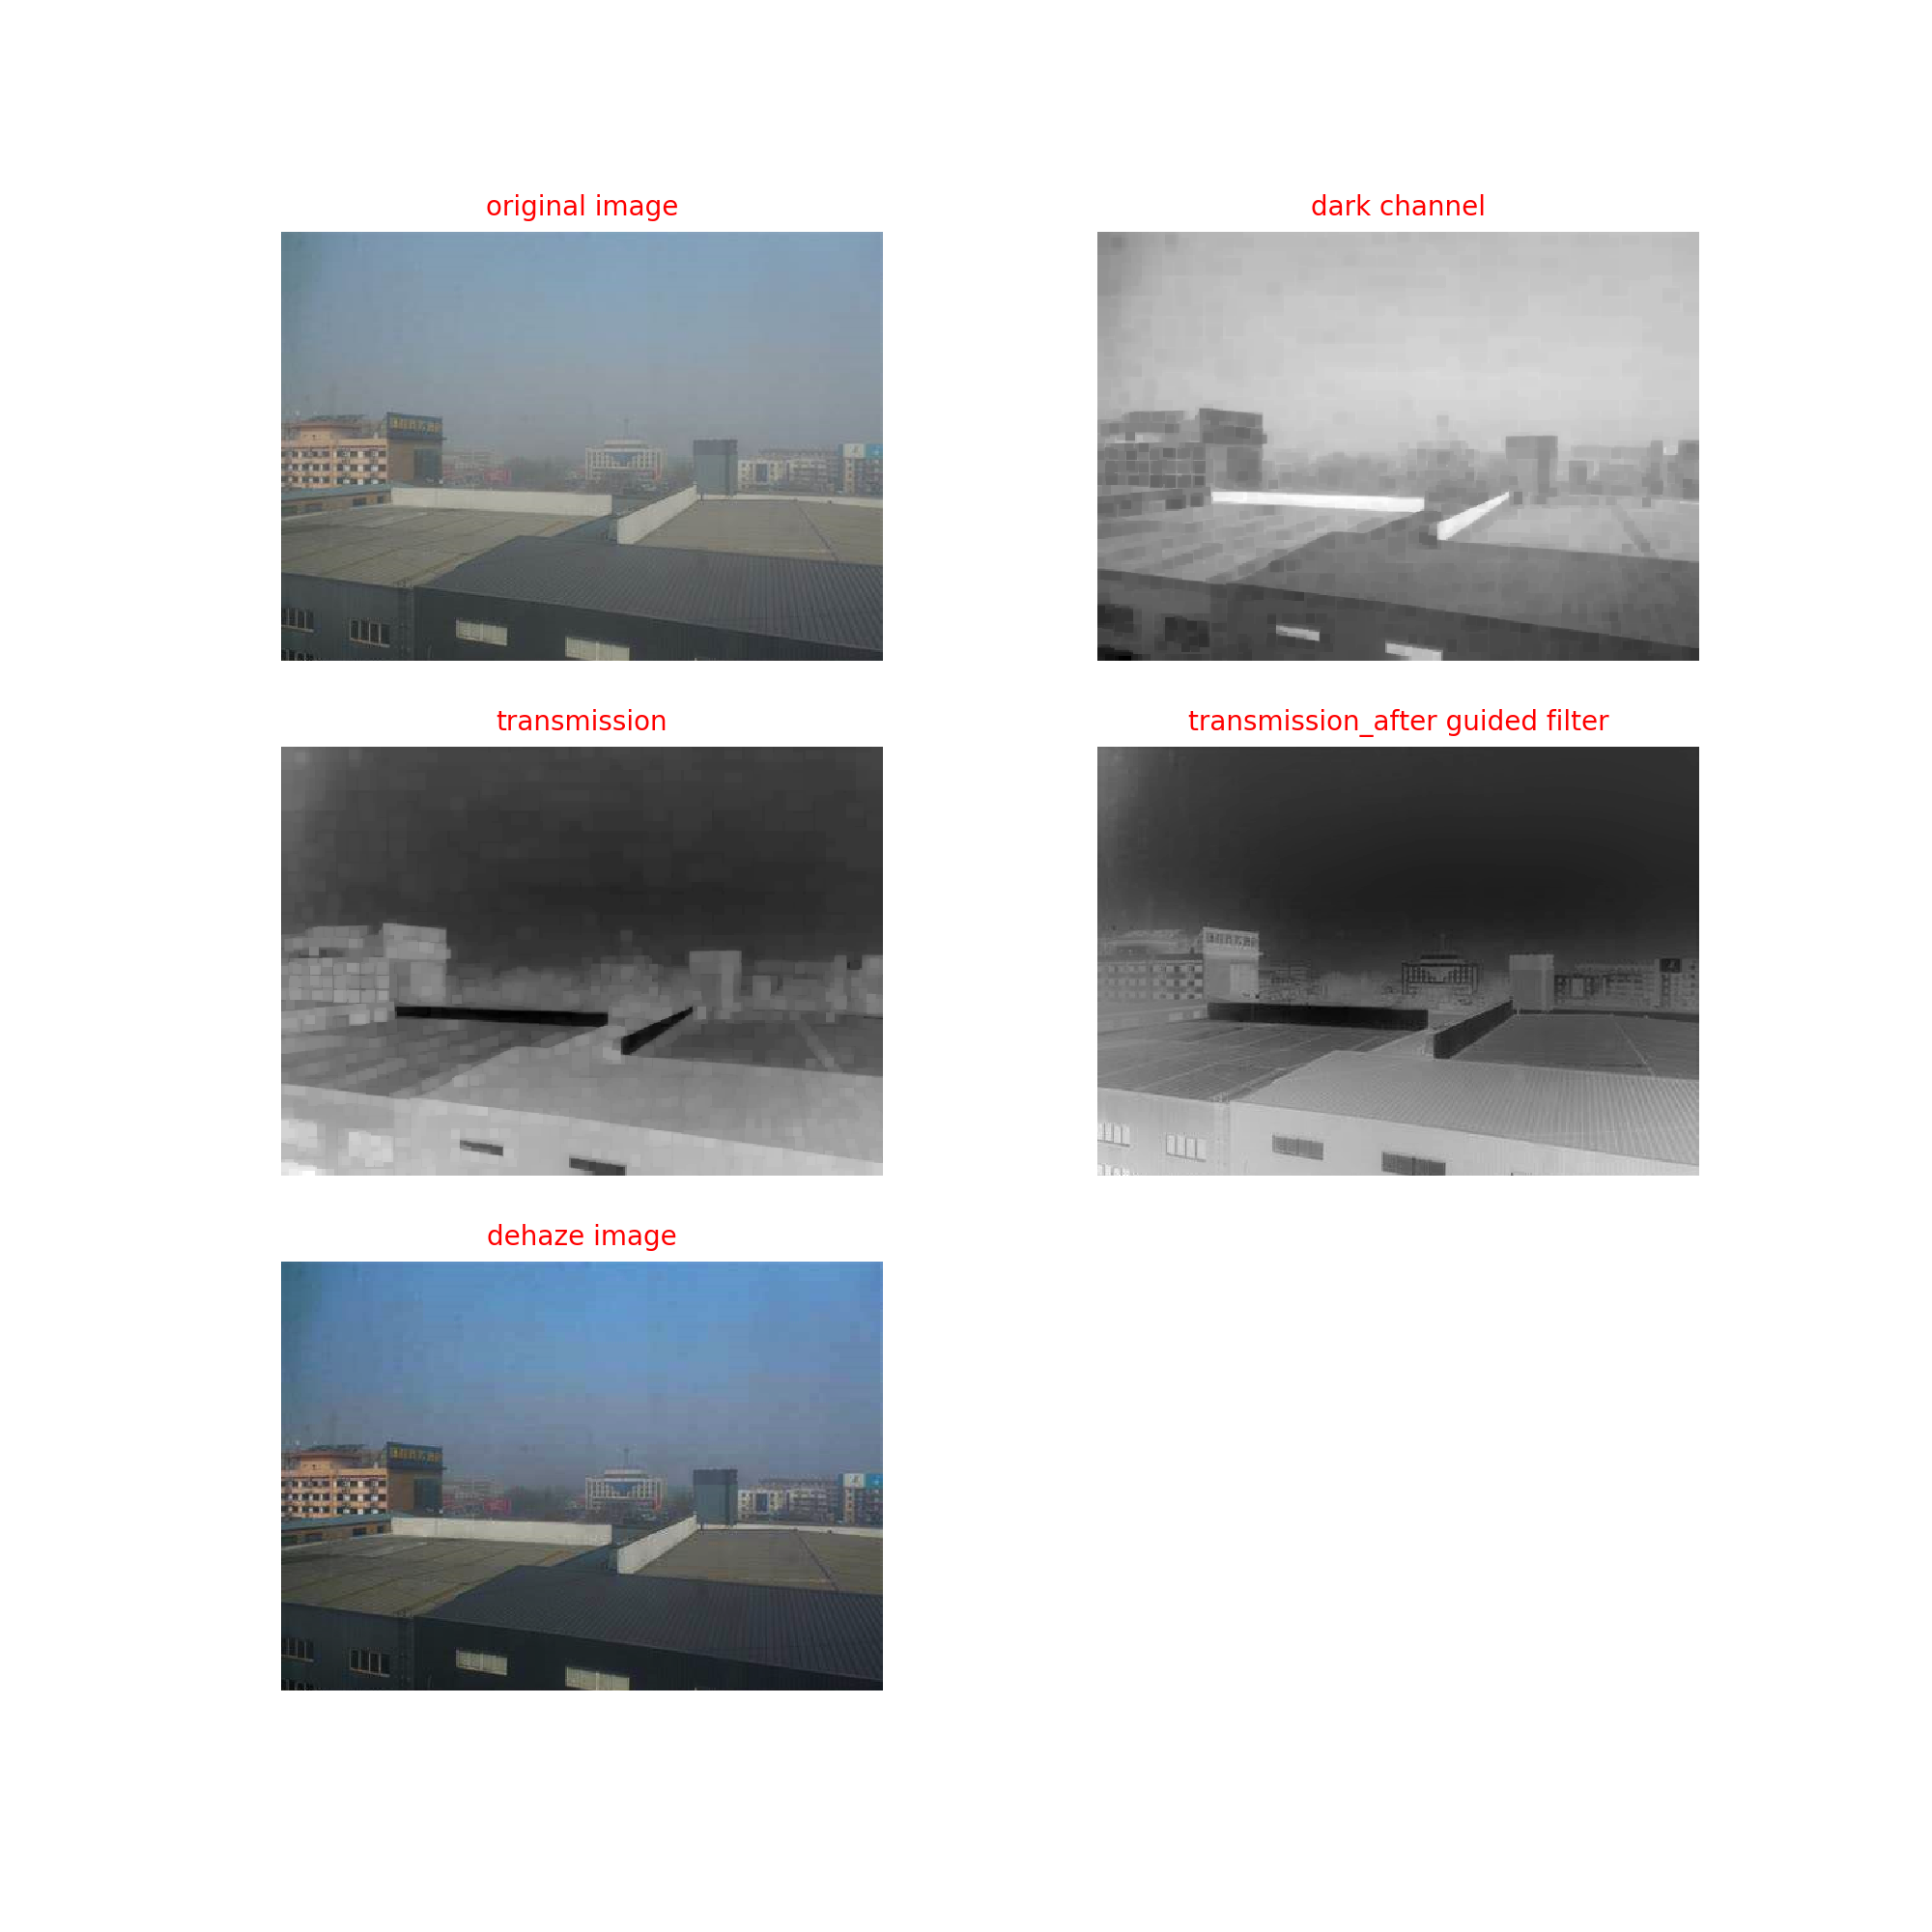 original image
dark channel
transmission
transmission_after guided filter
dehaze image